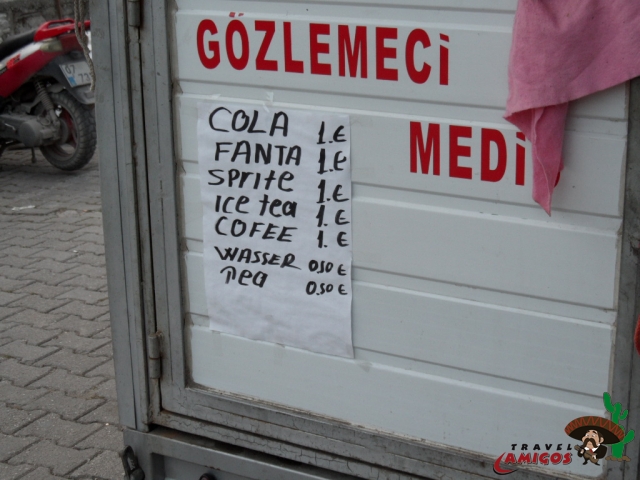 GÖZLEMECİ
MEDİ
COLA 1.€
FANTA 1.€
Sprite 1.€
Ice tea 1.€
COFEE 1.€
WASSER 0,50 €
Tea 0.50 €
TRAVEL
AMIGOS